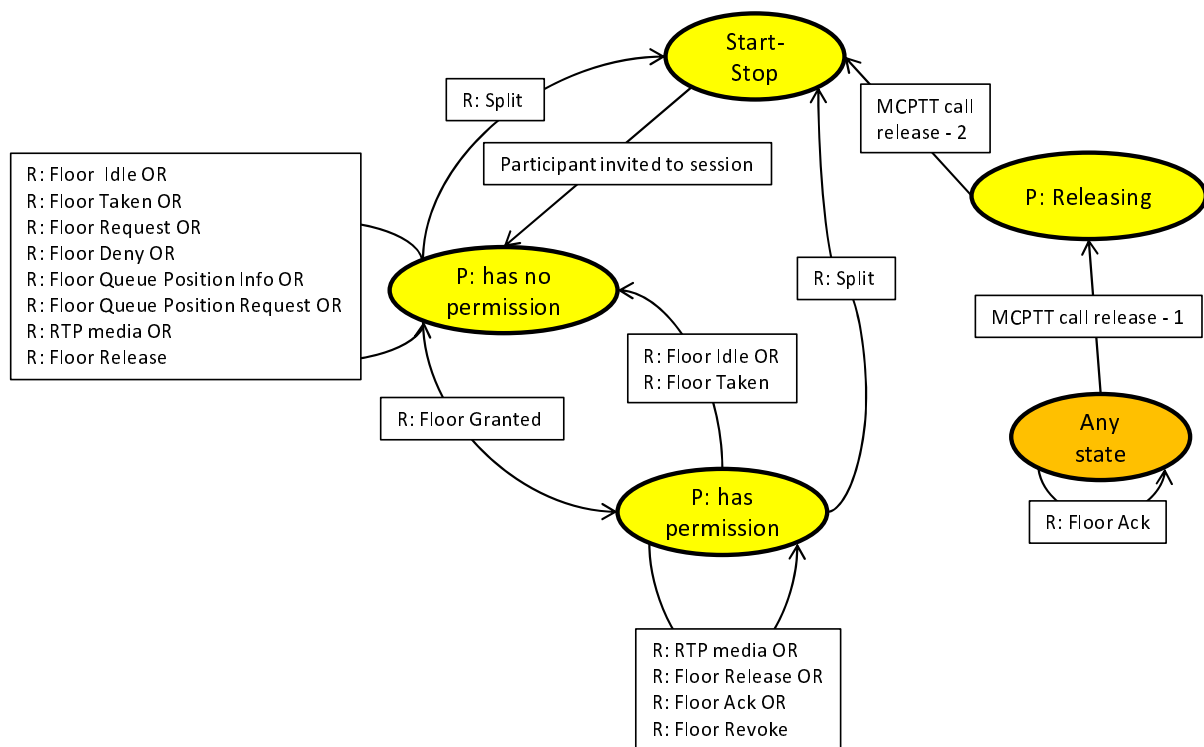 Start-
Stop
R: Split
MCPTT call
release - 2
Participant invited to session
R: Floor  Idle OR
R: Floor Taken OR
R: Floor Request OR
R: Floor Deny OR
R: Floor Queue Position Info OR
R: Floor Queue Position Request OR
R: RTP media OR
R: Floor Release
P: Releasing
P: has no
permission
R: Split
MCPTT call release - 1
R: Floor Idle OR
R: Floor Taken
R: Floor Granted
Any
state
P: has
permission
R: Floor Ack
R: RTP media OR
R: Floor Release OR
R: Floor Ack OR
R: Floor Revoke